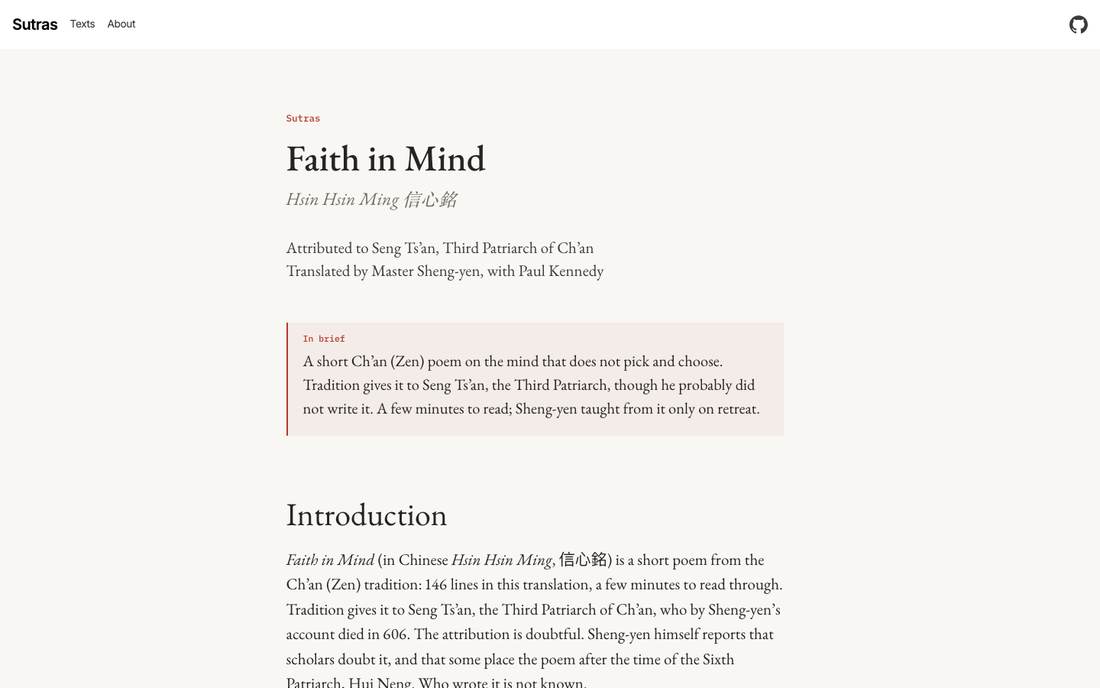 Sutras Texts About
Sutras
Faith in Mind
Hsin Hsin Ming 信心銘
Attributed to Seng Ts’an, Third Patriarch of Ch’an
Translated by Master Sheng-yen, with Paul Kennedy
In brief
A short Ch’an (Zen) poem on the mind that does not pick and choose.
Tradition gives it to Seng Ts’an, the Third Patriarch, though he probably did
not write it. A few minutes to read; Sheng-yen taught from it only on retreat.
Introduction
Faith in Mind (in Chinese Hsin Hsin Ming, 信心銘) is a short poem from the
Ch’an (Zen) tradition: 146 lines in this translation, a few minutes to read through.
Tradition gives it to Seng Ts’an, the Third Patriarch of Ch’an, who by Sheng-yen’s
account died in 606. The attribution is doubtful. Sheng-yen himself reports that
scholars doubt it, and that some place the poem after the time of the Sixth
Patriarch, Hui Neng. Who wrote it is not known.